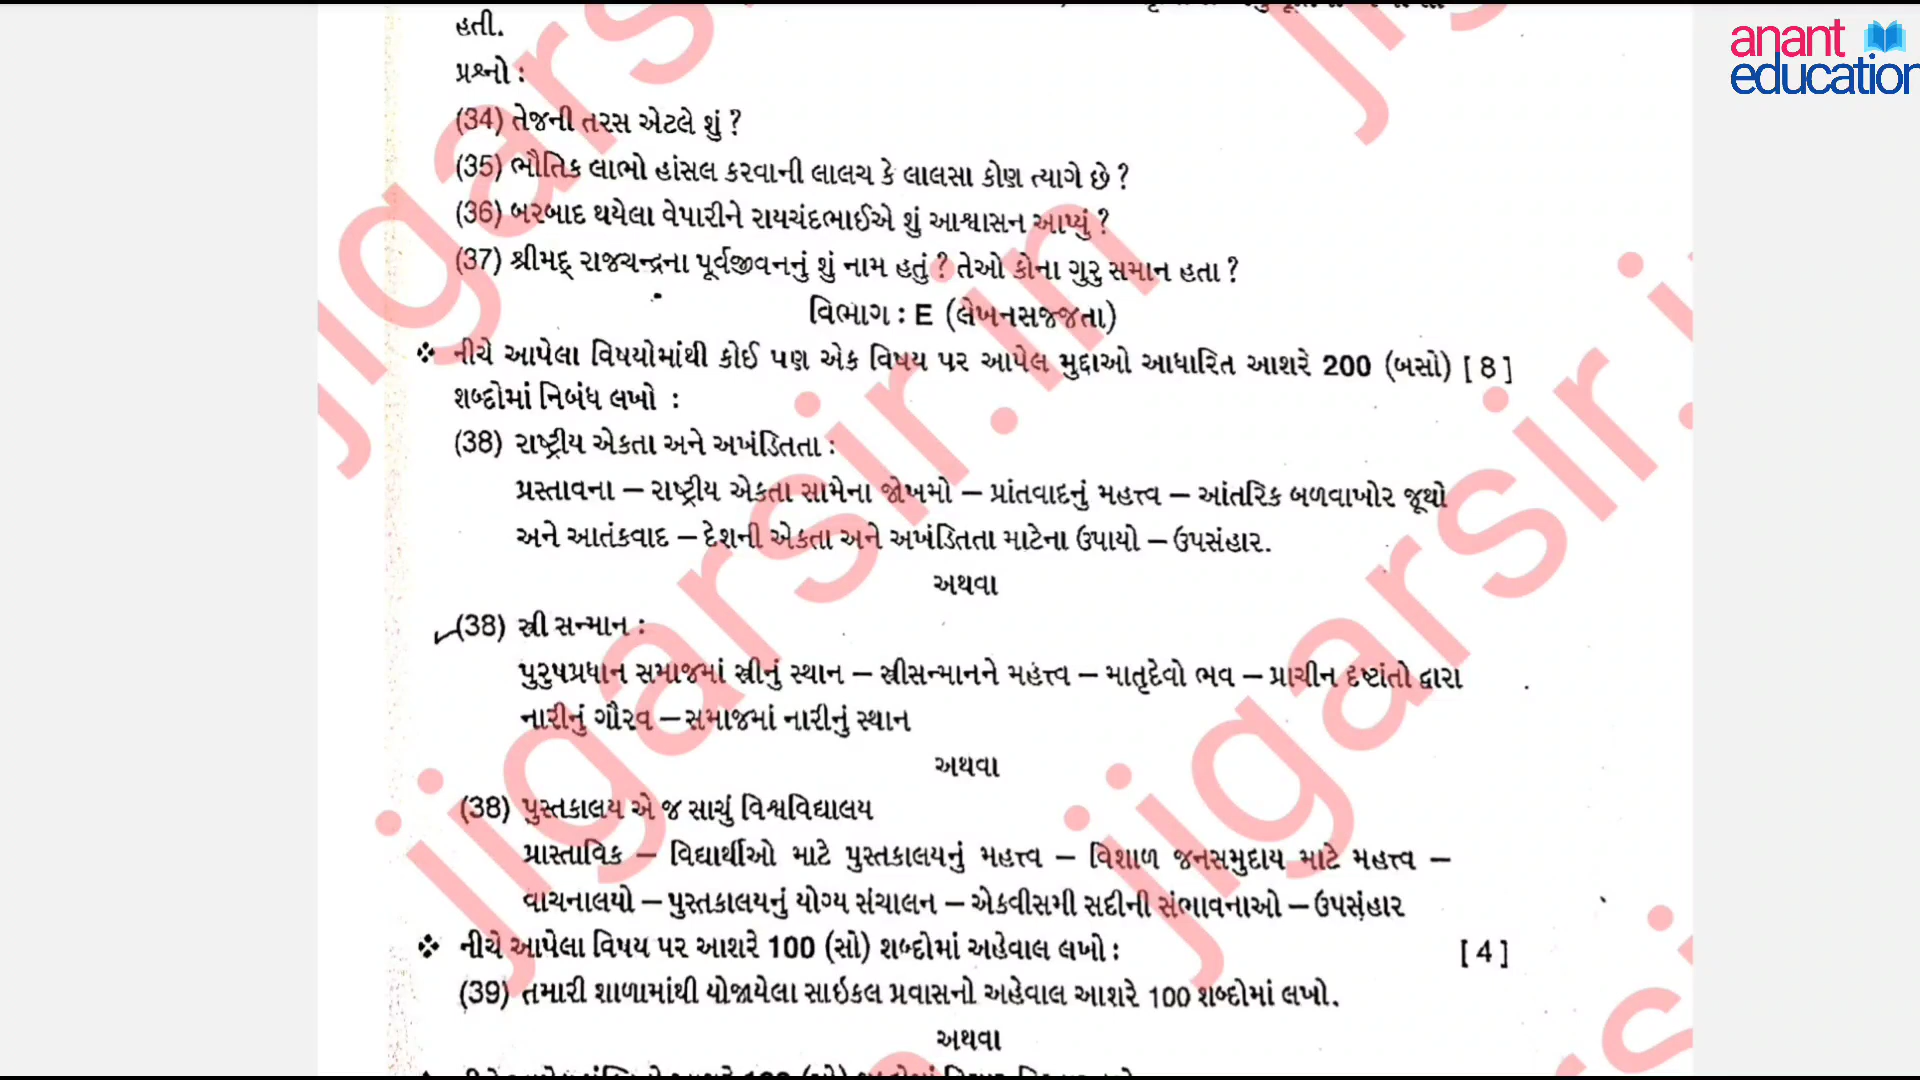 હતી.
anant
education
પ્રશ્નો :
(34) તેજની તરસ એટલે શું ?
(35) ભૌતિક લાભો હાંસલ કરવાની લાલચ કે લાલસા કોણ ત્યાગે છે ?
(36) બરબાદ થયેલા વેપારીને રાયચંદભાઈએ શું આશ્વાસન આપ્યું ?
(37) શ્રીમદ્ રાજચન્દ્રના પૂર્વજીવનનું શું નામ હતું ? તેઓ કોના ગુરુ સમાન હતા ?
વિભાગ : E (લેખનસજ્જતા)
❖ નીચે આપેલા વિષયોમાંથી કોઈ પણ એક વિષય પર આપેલ મુદ્દાઓ આધારિત આશરે 200 (બસો) [ 8 ]
શબ્દોમાં નિબંધ લખો :
(38) રાષ્ટ્રીય એકતા અને અખંડિતતા :
પ્રસ્તાવના – રાષ્ટ્રીય એકતા સામેના જોખમો – પ્રાંતવાદનું મહત્ત્વ – આંતરિક બળવાખોર જૂથો
અને આતંકવાદ – દેશની એકતા અને અખંડિતતા માટેના ઉપાયો – ઉપસંહાર.
અથવા
(38) સ્ત્રી સન્માન :
પુરુષપ્રધાન સમાજમાં સ્ત્રીનું સ્થાન – સ્ત્રીસન્માનને મહત્ત્વ – માતૃદેવો ભવ – પ્રાચીન દૃષ્ટાંતો દ્વારા
નારીનું ગૌરવ – સમાજમાં નારીનું સ્થાન
અથવા
(38) પુસ્તકાલય એ જ સાચું વિશ્વવિદ્યાલય
પ્રાસ્તાવિક – વિદ્યાર્થીઓ માટે પુસ્તકાલયનું મહત્ત્વ – વિશાળ જનસમુદાય માટે મહત્ત્વ –
વાચનાલયો – પુસ્તકાલયનું યોગ્ય સંચાલન – એકવીસમી સદીની સંભાવનાઓ – ઉપસંહાર
❖ નીચે આપેલા વિષય પર આશરે 100 (સો) શબ્દોમાં અહેવાલ લખો : [ 4 ]
(39) તમારી શાળામાંથી યોજાયેલા સાઇકલ પ્રવાસનો અહેવાલ આશરે 100 શબ્દોમાં લખો.
અથવા
jigarsir.in
jigarsir.in